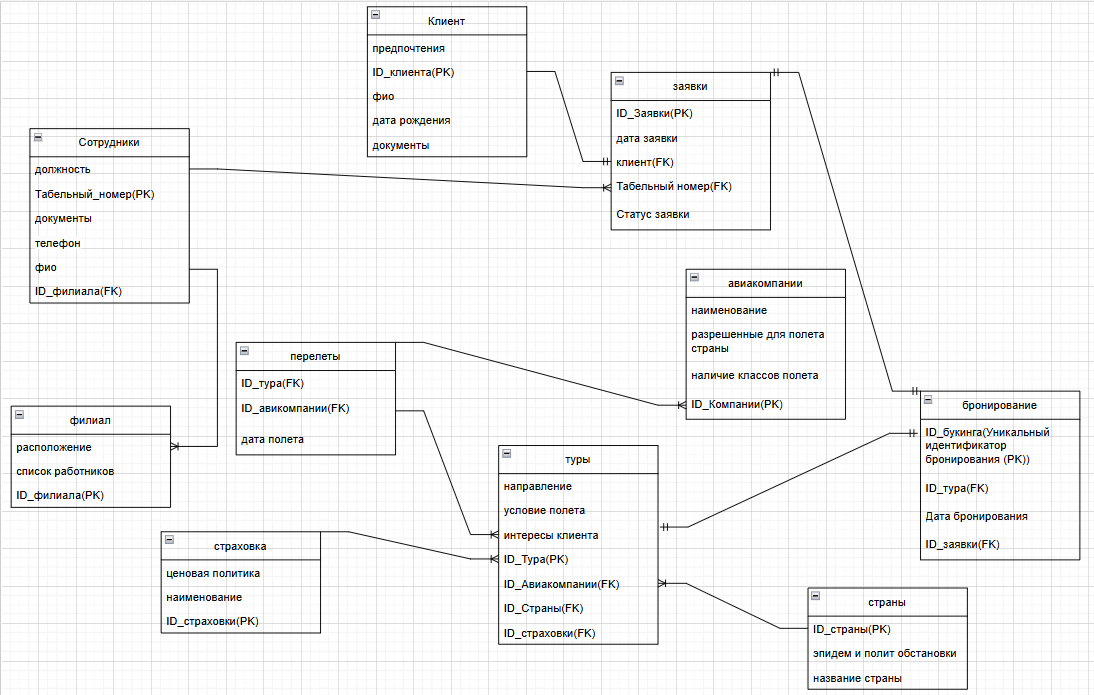 Клиент
предпочтения
ID_клиента(PK)
фио
дата рождения
документы
заявки
ID_Заявки(PK)
дата заявки
клиент(FK)
Табельный номер(FK)
Статус заявки
Сотрудники
должность
Табельный_номер(PK)
документы
телефон
фио
ID_филиала(FK)
авиакомпании
наименование
разрешенные для полета
страны
наличие классов полета
ID_Компании(PK)
перелеты
ID_тура(FK)
ID_авикомпании(FK)
дата полета
бронирование
ID_букинга(Уникальный
идентификатор
бронирования (PK))
ID_тура(FK)
Дата бронирования
ID_заявки(FK)
филиал
расположение
список работников
ID_филиала(PK)
туры
направление
условие полета
интересы клиента
ID_Тура(PK)
ID_Авиакомпании(FK)
ID_Страны(FK)
ID_страховки(FK)
страховка
ценовая политика
наименование
ID_страховки(PK)
страны
ID_страны(PK)
эпидем и полит обстановки
название страны